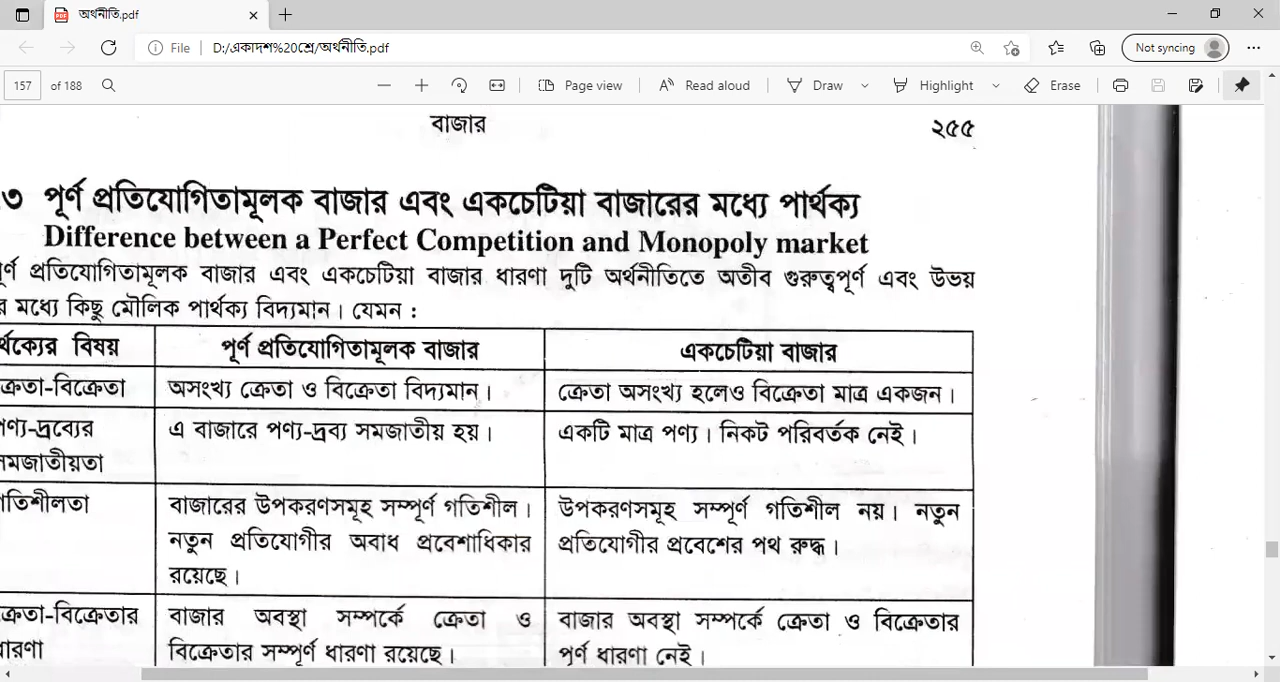 অর্থনীতি.pdf
File D:/একাদশ%20শ্রে/অর্থনীতি.pdf
Not syncing
157 of 188
Page view
Read aloud
Draw
Highlight
Erase
বাজার ২৫৫
৩ পূর্ণ প্রতিযোগিতামূলক বাজার এবং একচেটিয়া বাজারের মধ্যে পার্থক্য
Difference between a Perfect Competition and Monopoly market
র্ণ প্রতিযোগিতামূলক বাজার এবং একচেটিয়া বাজার ধারণা দুটি অর্থনীতিতে অতীব গুরুত্বপূর্ণ এবং উভয়
র মধ্যে কিছু মৌলিক পার্থক্য বিদ্যমান। যেমন :
র্থক্যের বিষয় পূর্ণ প্রতিযোগিতামূলক বাজার একচেটিয়া বাজার
ক্রেতা-বিক্রেতা অসংখ্য ক্রেতা ও বিক্রেতা বিদ্যমান। ক্রেতা অসংখ্য হলেও বিক্রেতা মাত্র একজন।
পণ্য-দ্রব্যের
সমজাতীয়তা
এ বাজারে পণ্য-দ্রব্য সমজাতীয় হয়।
একটি মাত্র পণ্য। নিকট পরিবর্তক নেই।
গতিশীলতা
বাজারের উপকরণসমূহ সম্পূর্ণ গতিশীল।
নতুন প্রতিযোগীর অবাধ প্রবেশাধিকার
রয়েছে।
উপকরণসমূহ সম্পূর্ণ গতিশীল নয়। নতুন
প্রতিযোগীর প্রবেশের পথ রুদ্ধ।
ক্রেতা-বিক্রেতার
ধারণা
বাজার অবস্থা সম্পর্কে ক্রেতা ও
বিক্রেতার সম্পূর্ণ ধারণা রয়েছে।
বাজার অবস্থা সম্পর্কে ক্রেতা ও বিক্রেতার
পূর্ণ ধারণা নেই।